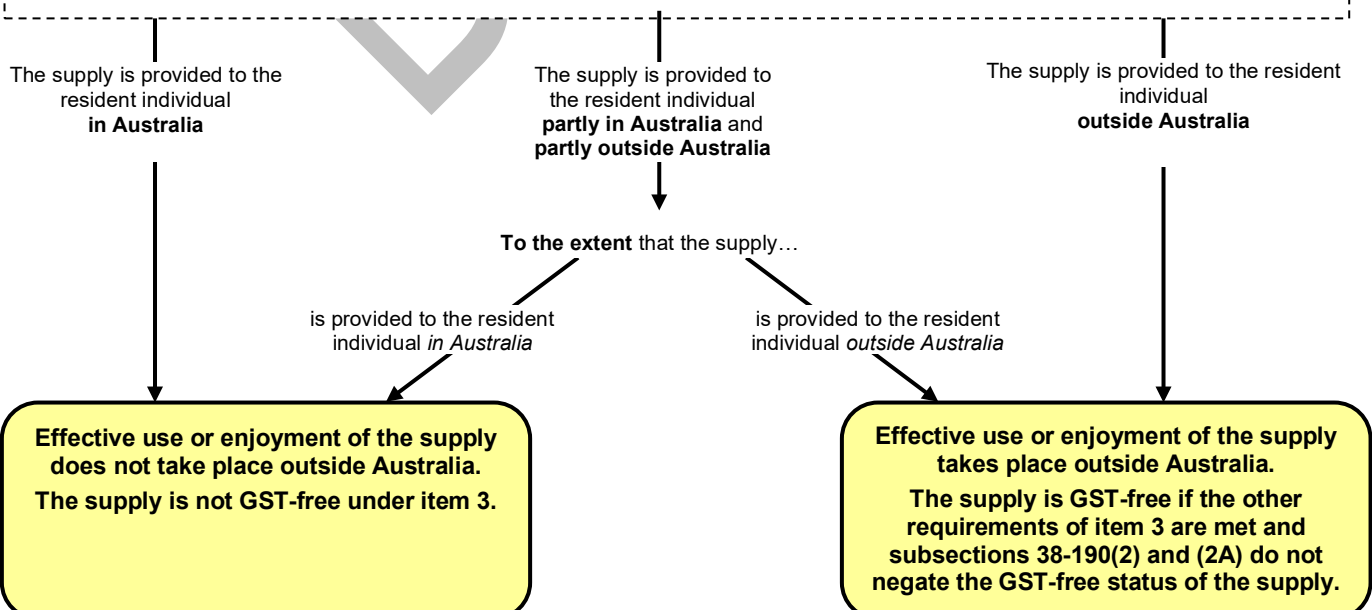 The supply is provided to the
resident individual
in Australia
The supply is provided to
the resident individual
partly in Australia and
partly outside Australia
The supply is provided to the resident
individual
outside Australia
To the extent that the supply…
is provided to the resident
individual in Australia
is provided to the resident
individual outside Australia
Effective use or enjoyment of the supply
does not take place outside Australia.
The supply is not GST-free under item 3.
Effective use or enjoyment of the supply
takes place outside Australia.
The supply is GST-free if the other
requirements of item 3 are met and
subsections 38-190(2) and (2A) do not
negate the GST-free status of the supply.